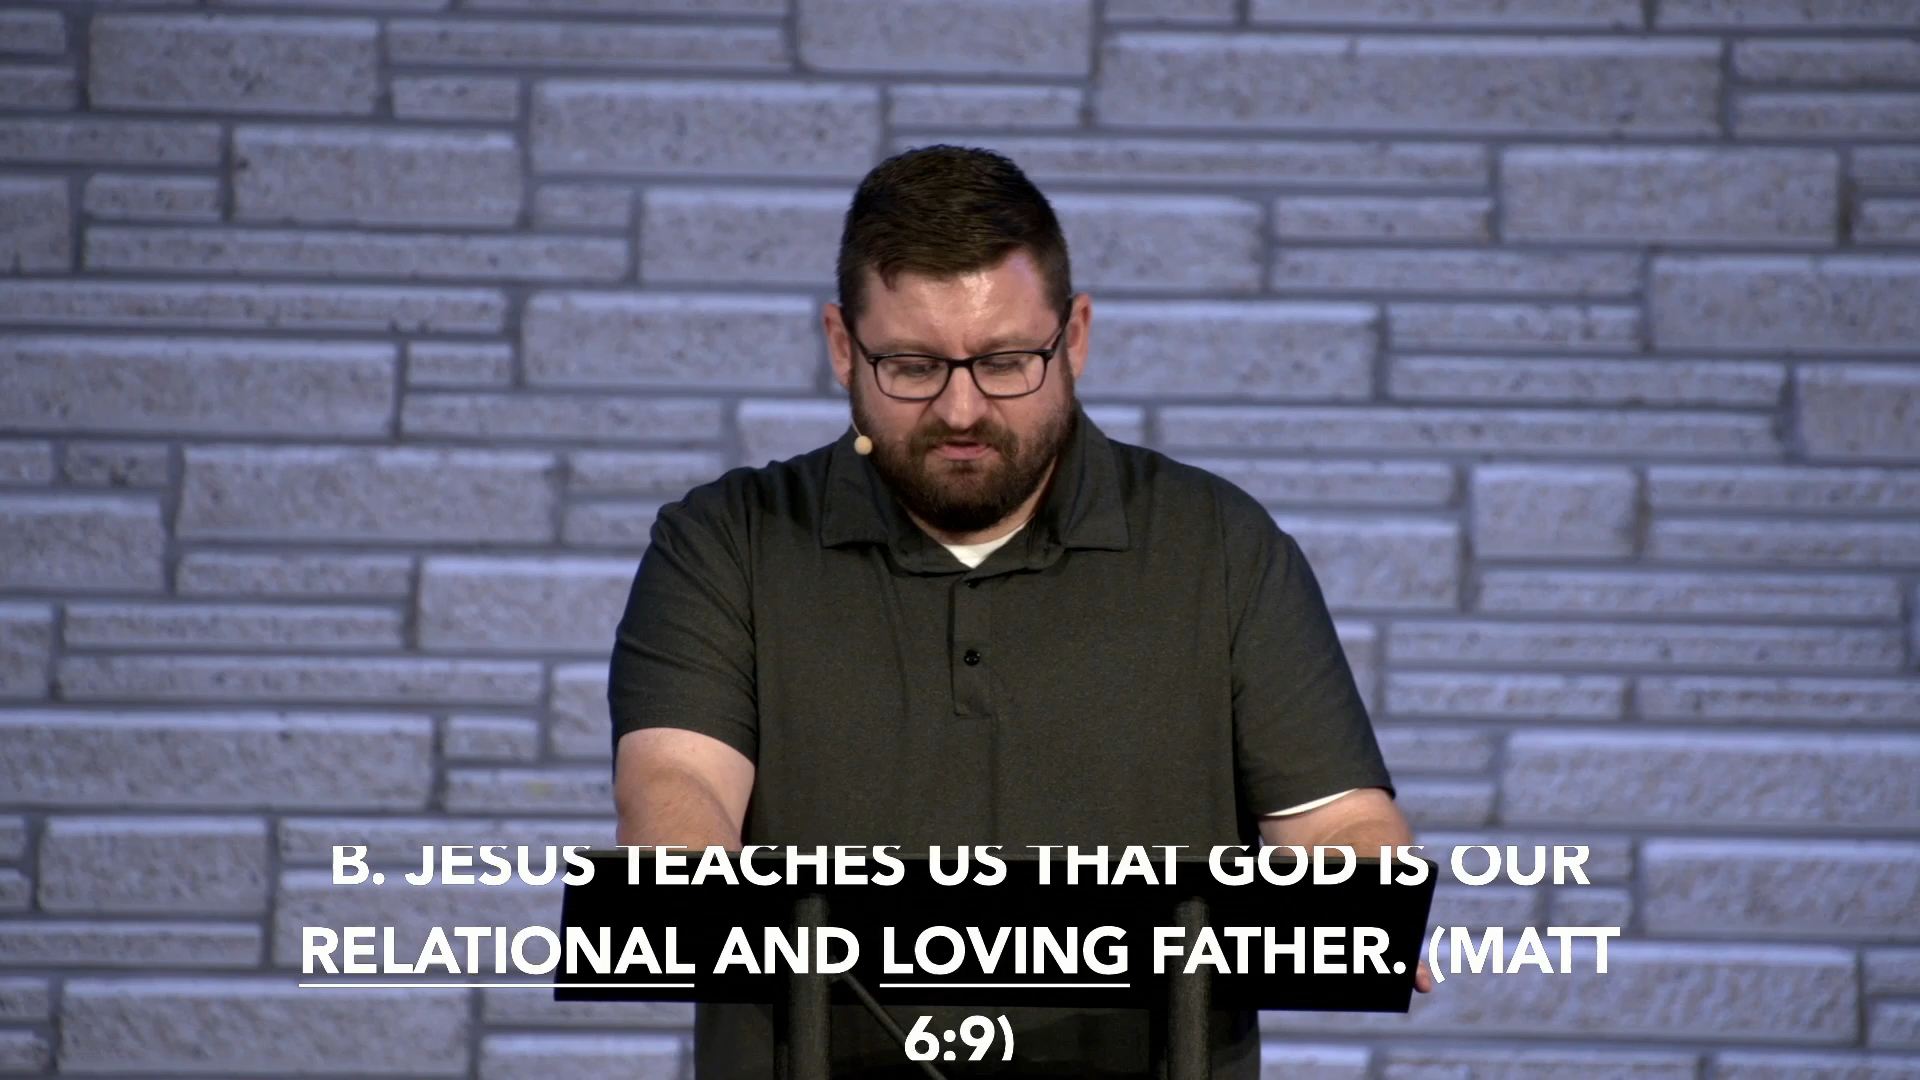 B. JESUS TEACHES US THAT GOD IS OUR
RELATIONAL AND LOVING FATHER. (MATT
6:9)